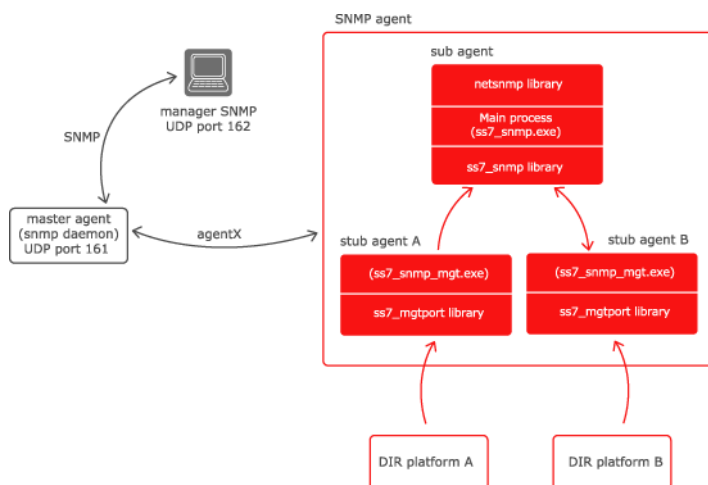 SNMP agent
sub agent
netsnmp library
Main process
(ss7_snmp.exe)
ss7_snmp library
manager SNMP
UDP port 162
SNMP
master agent
(snmp daemon)
UDP port 161
agentX
stub agent A
(ss7_snmp_mgt.exe)
ss7_mgtport library
stub agent B
(ss7_snmp_mgt.exe)
ss7_mgtport library
DIR platform A
DIR platform B